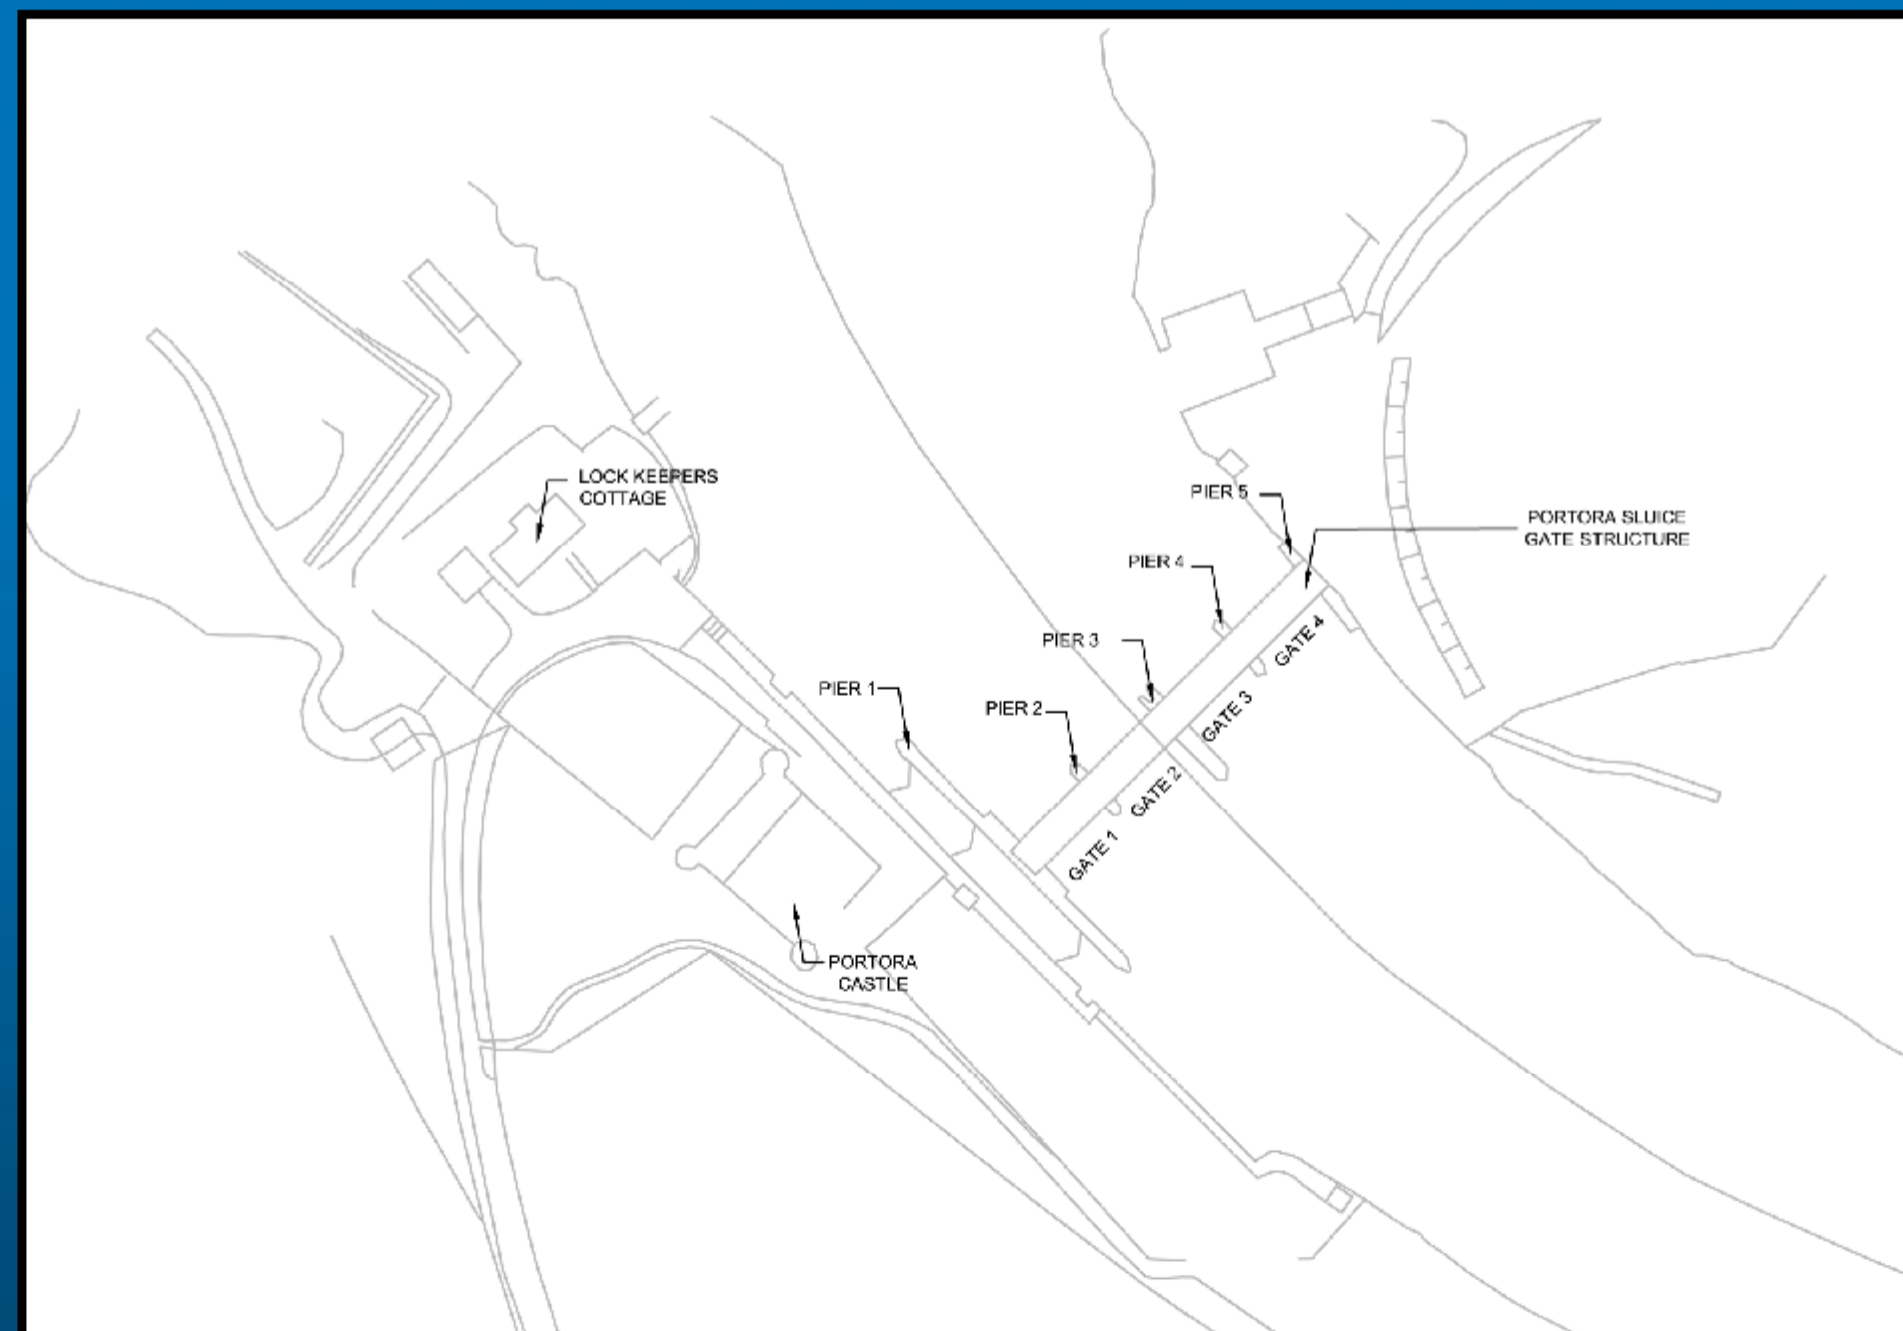 LOCK KEEPERS
COTTAGE
PIER 5
PORTORA SLUICE
GATE STRUCTURE
PIER 4
PIER 3
GATE 4
PIER 1
PIER 2
GATE 3
GATE 2
GATE 1
PORTORA
CASTLE